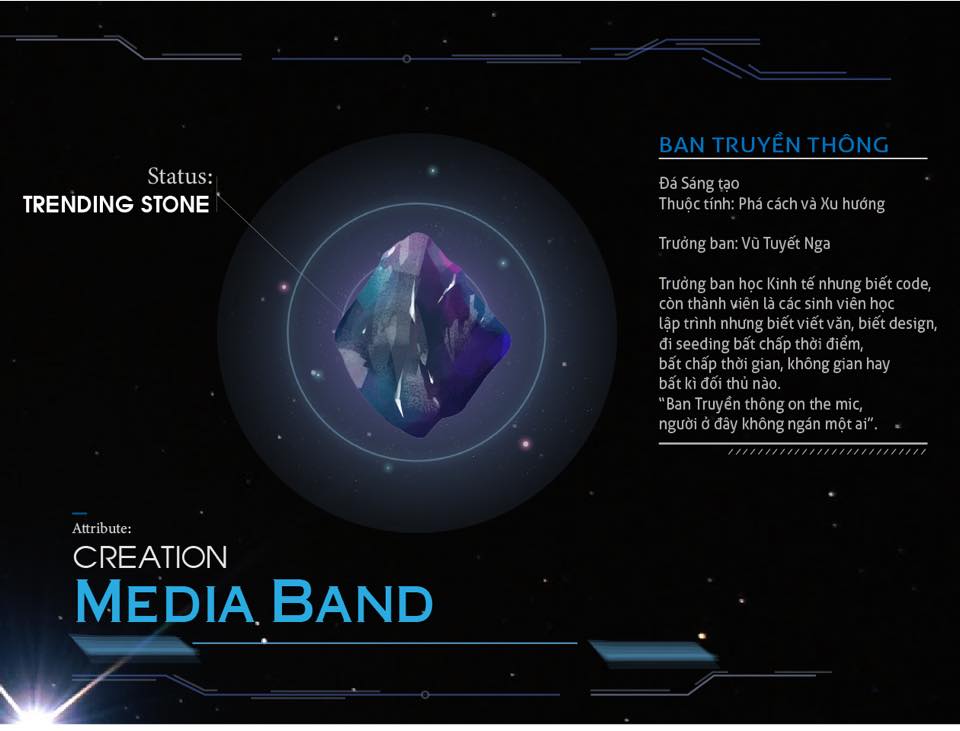 Status:
TRENDING STONE
BAN TRUYỀN THÔNG
Đá Sáng tạo
Thuộc tính: Phá cách và Xu hướng
Trưởng ban: Vũ Tuyết Nga
Trưởng ban học Kinh tế nhưng biết code,
còn thành viên là các sinh viên học
lập trình nhưng biết viết văn, biết design,
đi seeding bất chấp thời điểm,
bất chấp thời gian, không gian hay
bất kì đối thủ nào.
“Ban Truyền thông on the mic,
người ở đây không ngán một ai”.
Attribute:
CREATION
MEDIA BAND